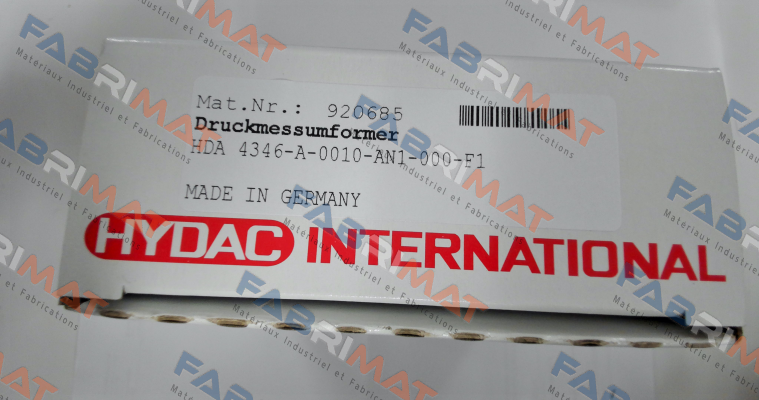 Mat.Nr.: 920685
Druckmessumformer
HDA 4346-A-0010-AN1-000-F1
MADE IN GERMANY
HYDAC INTERNATIONAL
FABRIMAT
Materiaux Industriel et Fabrications